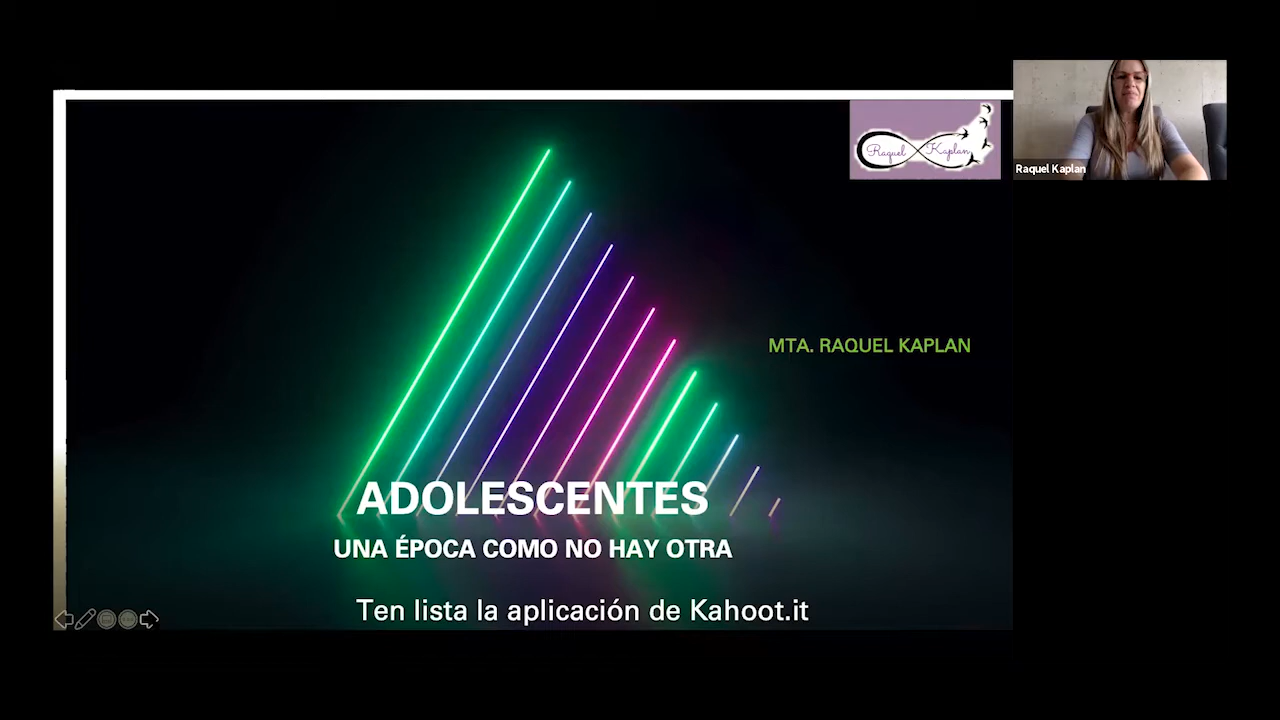 Raquel Kaplan
Raquel Kaplan
MTA. RAQUEL KAPLAN
ADOLESCENTES
UNA ÉPOCA COMO NO HAY OTRA
Ten lista la aplicación de Kahoot.it